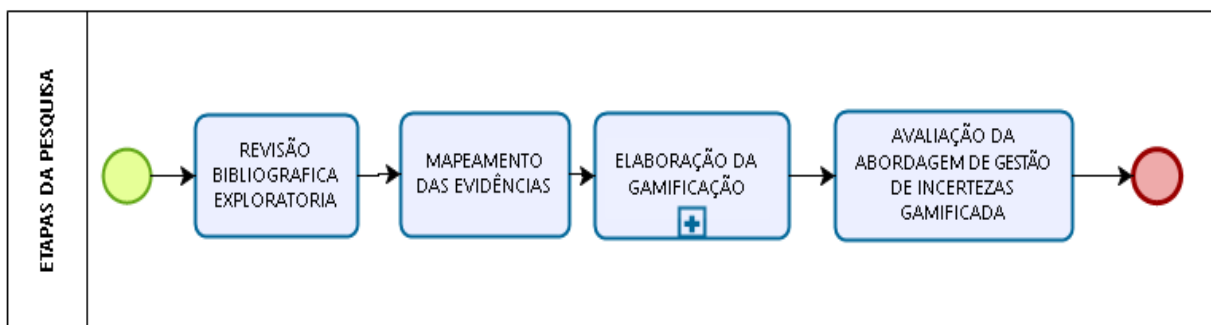 ETAPAS DA PESQUISA
REVISÃO
BIBLIOGRAFICA
EXPLORATORIA
MAPEAMENTO
DAS EVIDÊNCIAS
ELABORAÇÃO DA
GAMIFICAÇÃO
AVALIAÇÃO DA
ABORDAGEM DE GESTÃO
DE INCERTEZAS
GAMIFICADA